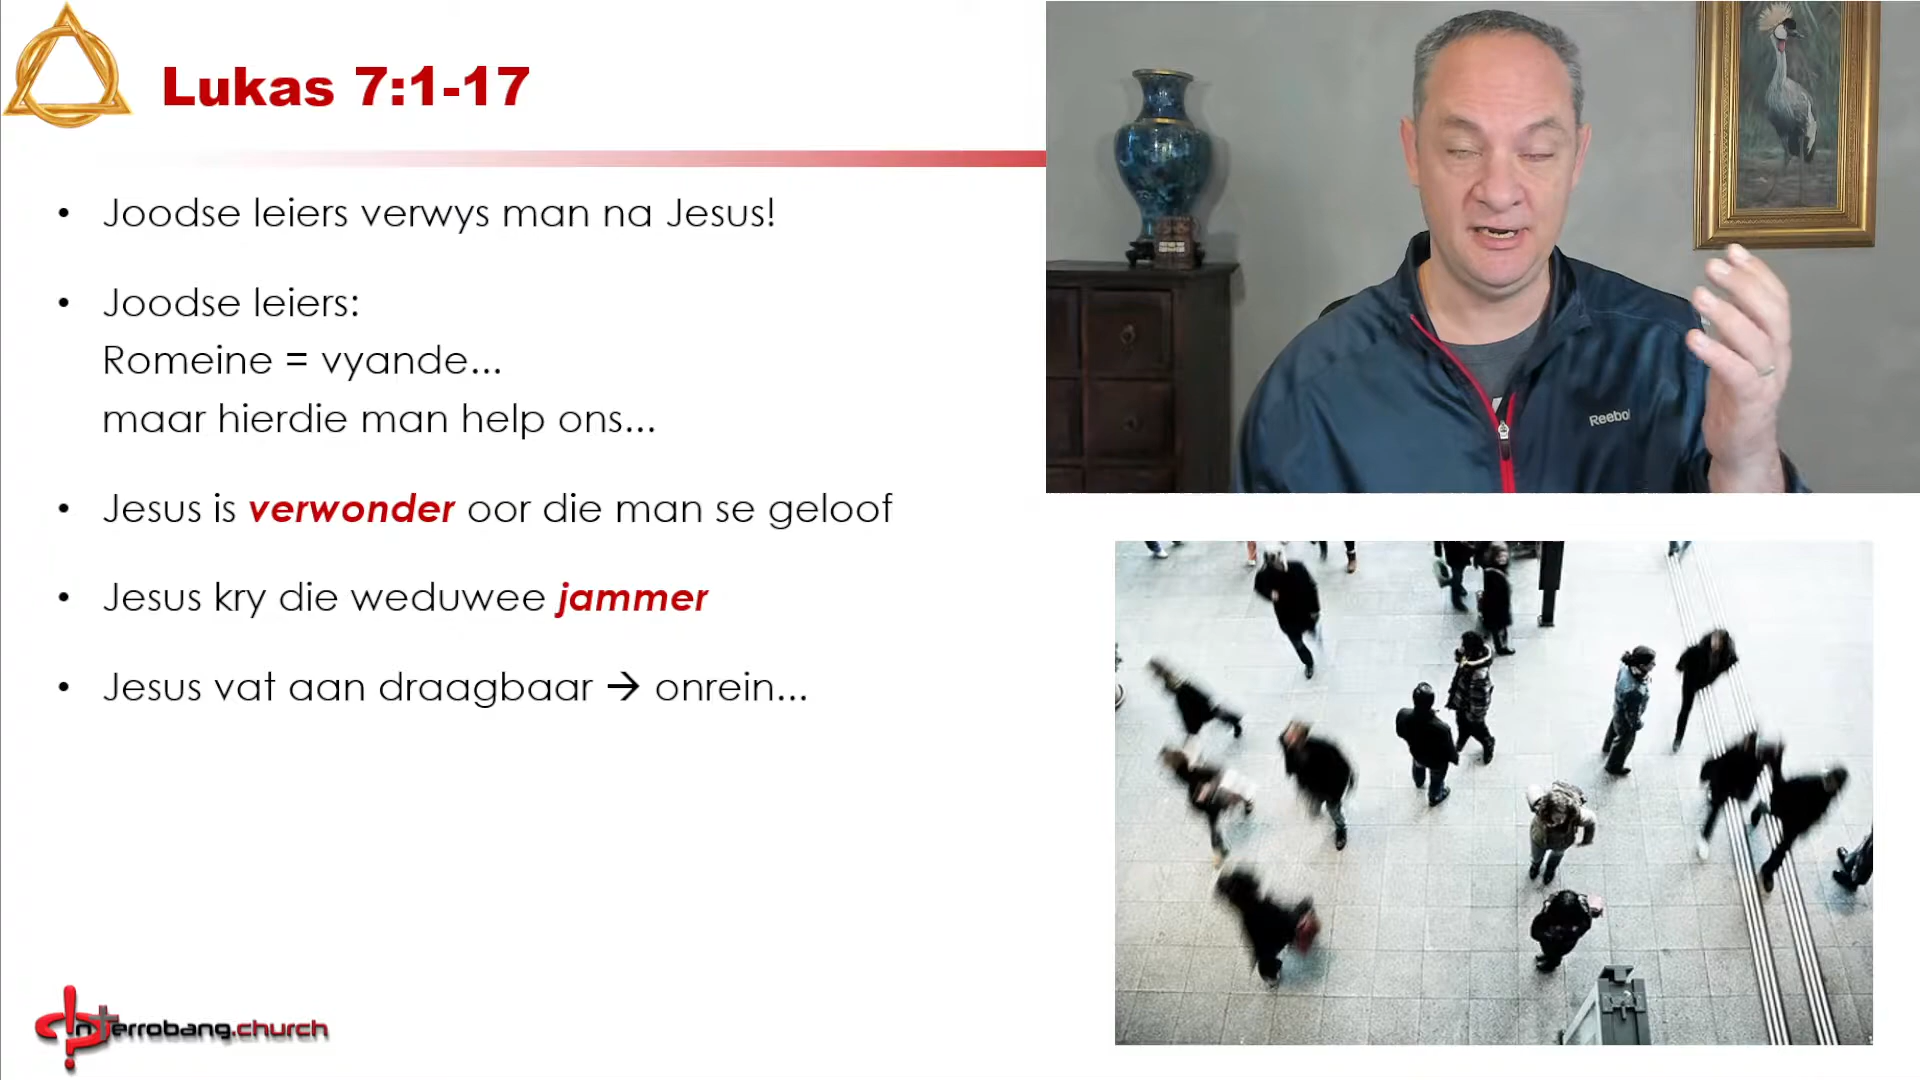 Lukas 7:1-17
• Joodse leiers verwys man na Jesus!
• Joodse leiers:
Romeine = vyande...
maar hierdie man help ons...
• Jesus is verwonder oor die man se geloof
• Jesus kry die weduwee jammer
• Jesus vat aan draagbaar → onrein...
Reebok
Interrobang.church